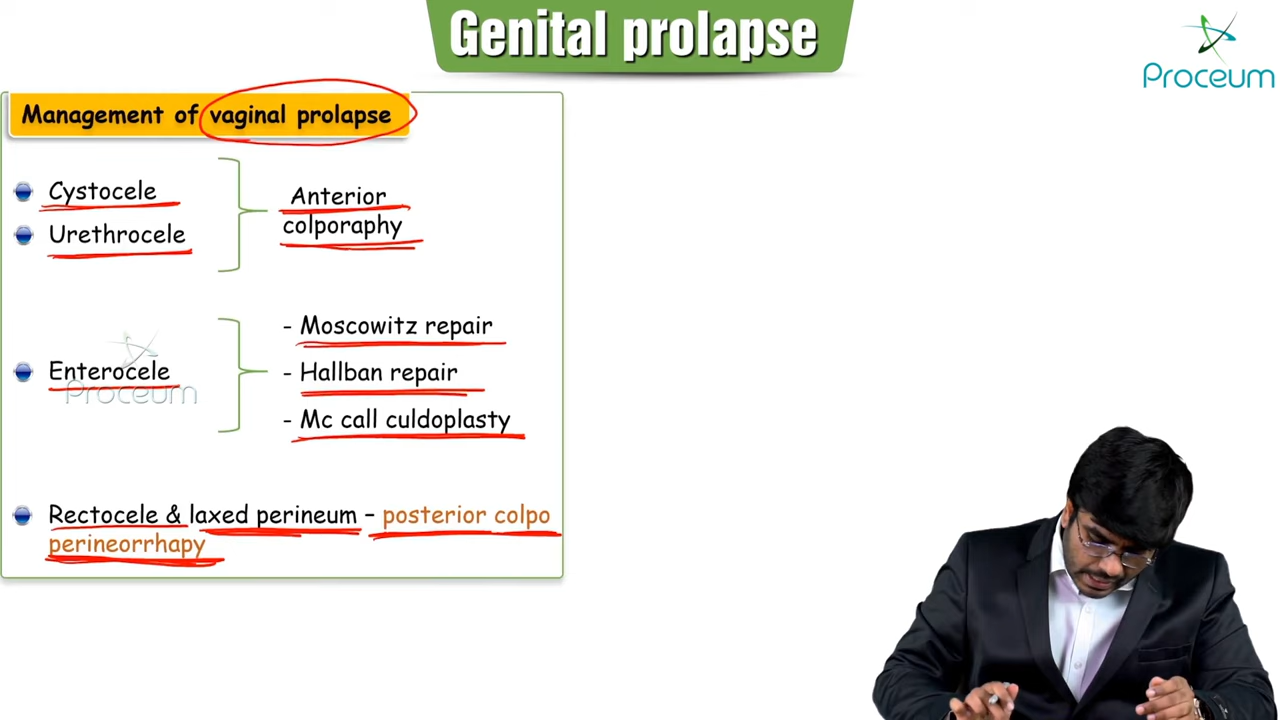 Genital prolapse
Proceum
Management of vaginal prolapse
Cystocele
Urethrocele
Anterior
colporaphy
Enterocele
Proceum
- Moscowitz repair
- Hallban repair
- Mc call culdoplasty
Rectocele & laxed perineum – posterior colpo
perineorrhapy